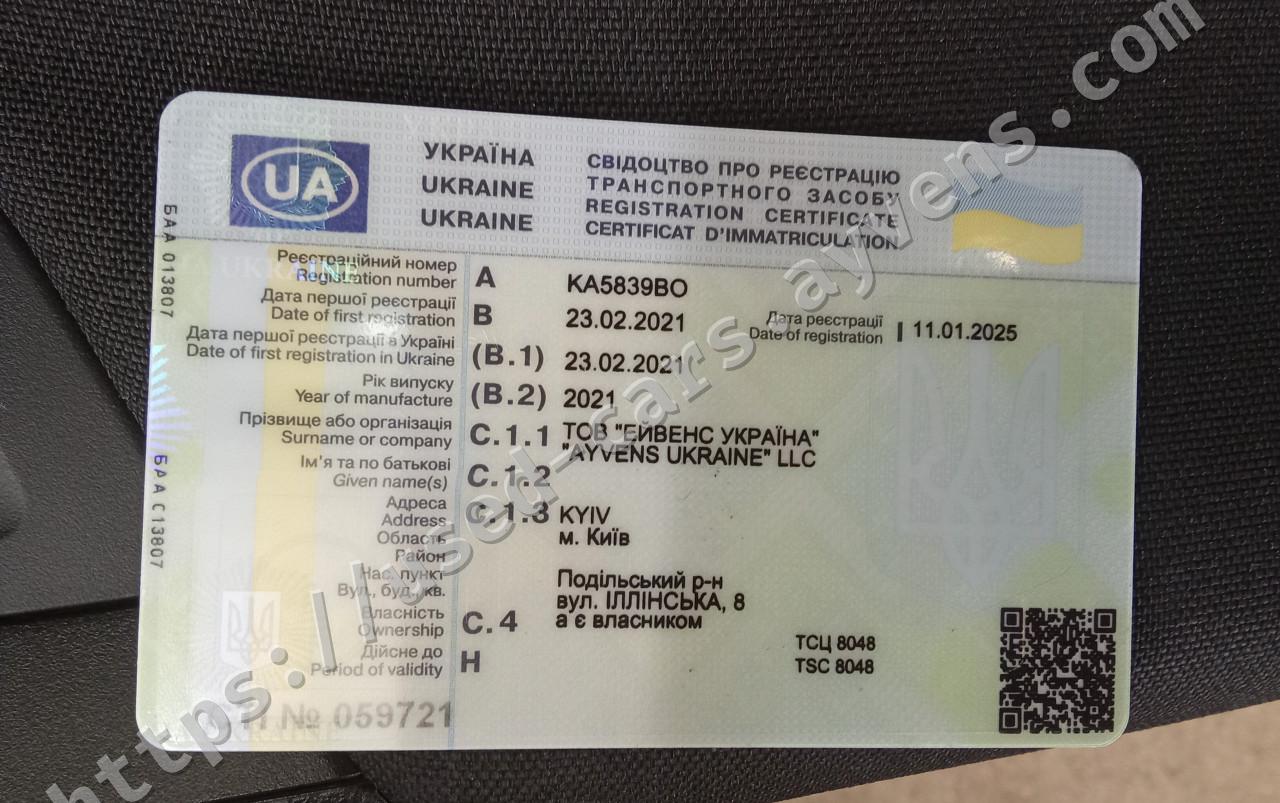 UA
УКРАЇНА
UKRAINE
UKRAINE
СВІДОЦТВО ПРО РЕЄСТРАЦІЮ
ТРАНСПОРТНОГО ЗАСОБУ
REGISTRATION CERTIFICATE
CERTIFICAT D'IMMATRICULATION
БАА 013807
БАА С13807
UKRAINE
Реєстраційний номер
Registration number
A
KA5839BO
Дата першої реєстрації
Date of first registration
B
23.02.2021
Дата реєстрації
Date of registration
I
11.01.2025
Дата першої реєстрації в Україні
Date of first registration in Ukraine
(B.1)
23.02.2021
Рік випуску
Year of manufacture
(B.2)
2021
Прізвище або організація
Surname or company
C.1.1
ТОВ "ЕЙВЕНС УКРАЇНА"
"AYVENS UKRAINE" LLC
Ім'я та по батькові
Given name(s)
C.1.2
Адреса
Address
C.1.3
KYIV
м. Київ
Область
Район
Нас. пункт
Вул., буд., кв.
Подільський р-н
вул. ІЛЛІНСЬКА, 8
Власність
Ownership
C.4
а є власником
Дійсне до
Period of validity
H
ТСЦ 8048
TSC 8048
№ 059721
https://used-cars.ayvens.com